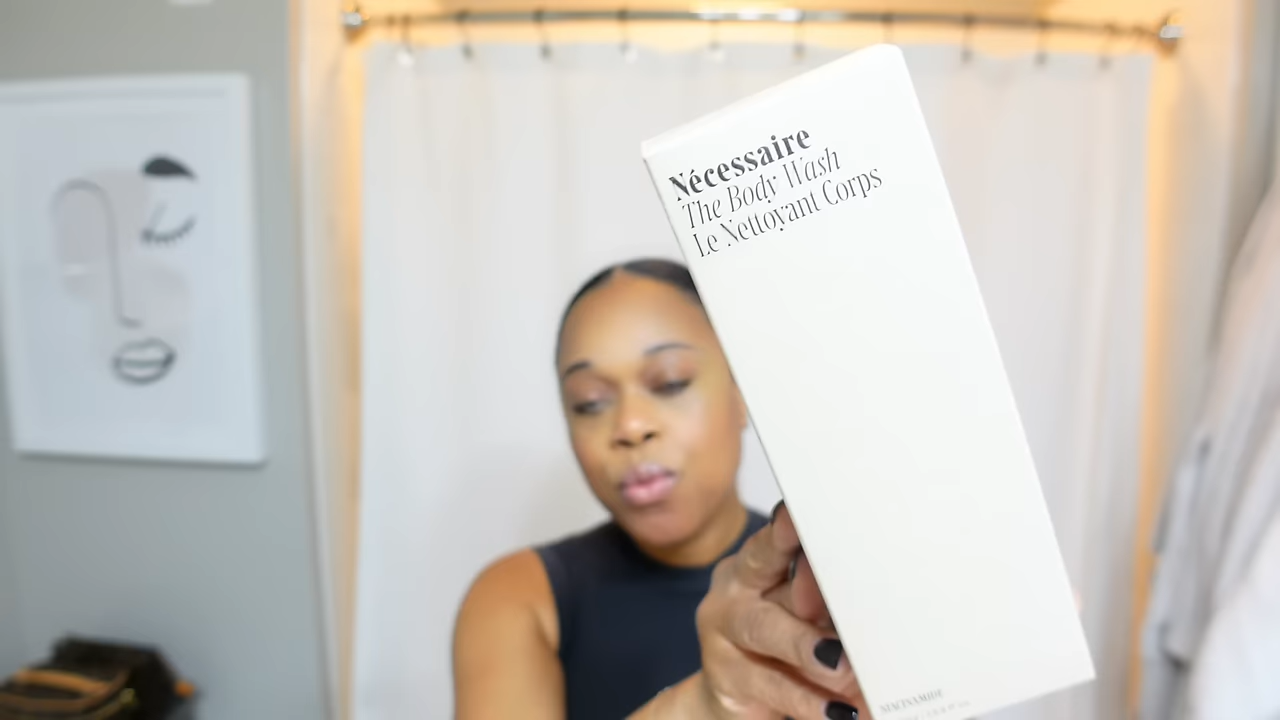 Nécessaire
The Body Wash
Le Nettoyant Corps
NIACINAMIDE